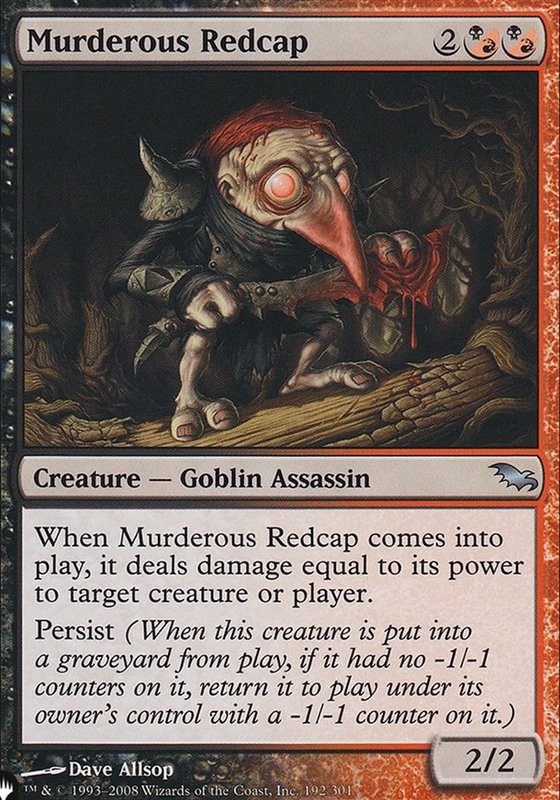 Murderous Redcap 2
Creature — Goblin Assassin
When Murderous Redcap comes into
play, it deals damage equal to its power
to target creature or player.
Persist (When this creature is put into
a graveyard from play, if it had no -1/-1
counters on it, return it to play under its
owner's control with a -1/-1 counter on it.)
2/2
Dave Allsop
™ & © 1993–2008 Wizards of the Coast, Inc. 192/301